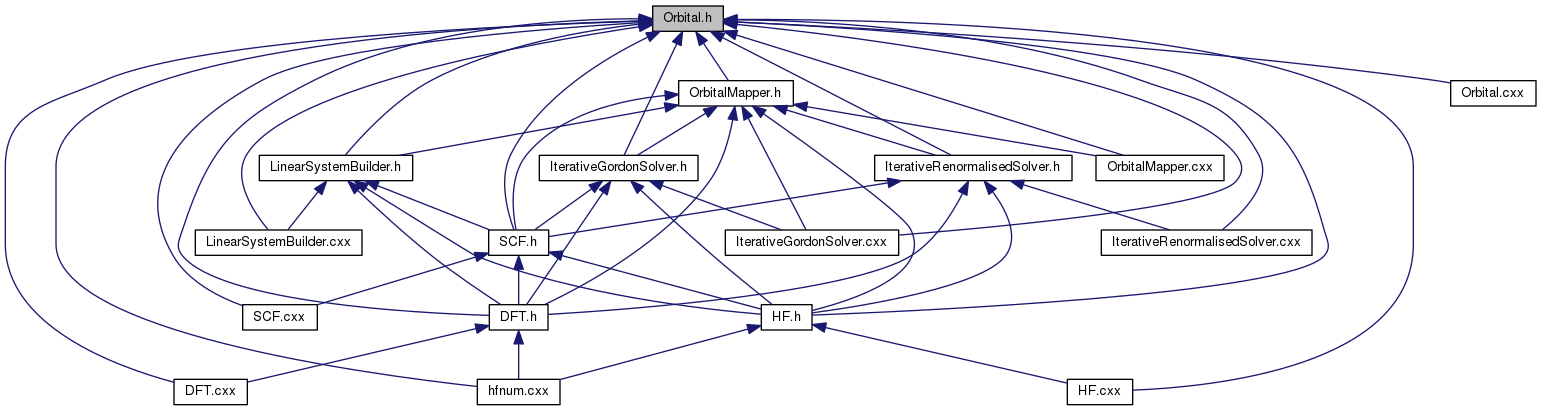 Orbital.h
OrbitalMapper.h
Orbital.cxx
LinearSystemBuilder.h
IterativeGordonSolver.h
IterativeRenormalisedSolver.h
OrbitalMapper.cxx
LinearSystemBuilder.cxx
SCF.h
IterativeGordonSolver.cxx
IterativeRenormalisedSolver.cxx
SCF.cxx
DFT.h
HF.h
DFT.cxx
hfnum.cxx
HF.cxx